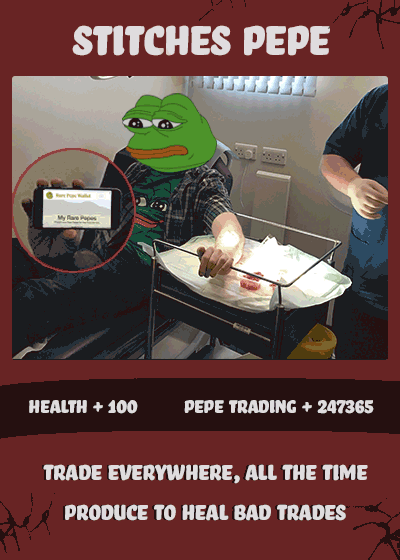 STITCHES PEPE
Rare Pepe Wallet
My Rare Pepes
HEALTH + 100
PEPE TRADING + 247365
TRADE EVERYWHERE, ALL THE TIME
PRODUCE TO HEAL BAD TRADES